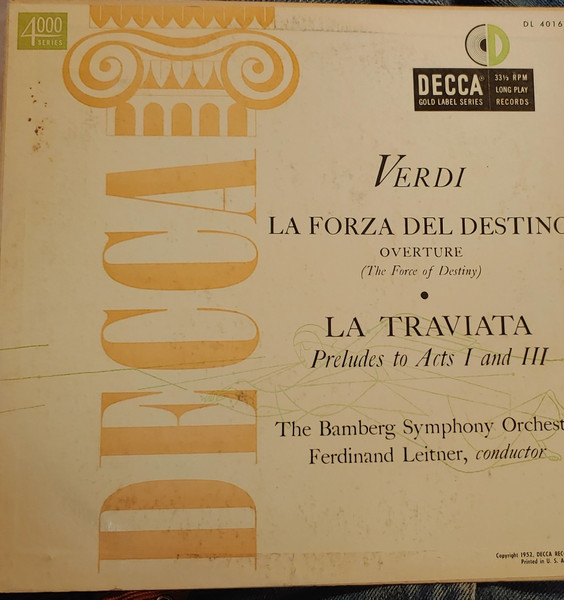 4000
SERIES
DL 4016
DECCA®
GOLD LABEL SERIES
33⅓ RPM
LONG PLAY
RECORDS
DECCA
VERDI
LA FORZA DEL DESTINO
OVERTURE
(The Force of Destiny)
•
LA TRAVIATA
Preludes to Acts I and III
The Bamberg Symphony Orchest
Ferdinand Leitner, conductor
Copyright 1952, DECCA REC
Printed in U. S. A